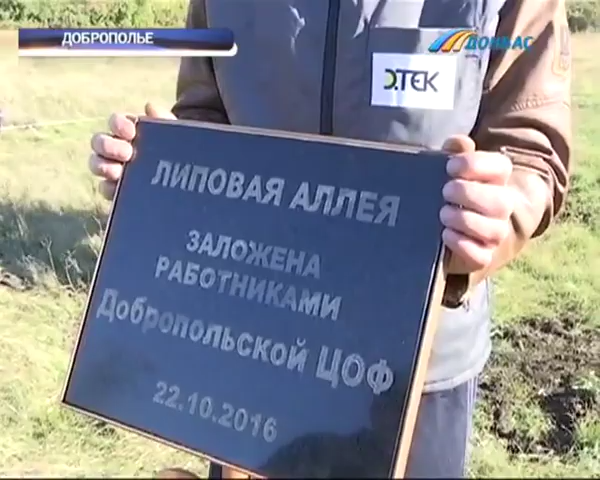 ДОБРОПОЛЬЕ
ДОНБАС
ДТЕК
ЛИПОВАЯ АЛЛЕЯ
ЗАЛОЖЕНА
РАБОТНИКАМИ
Добропольской ЦОФ
22.10.2016